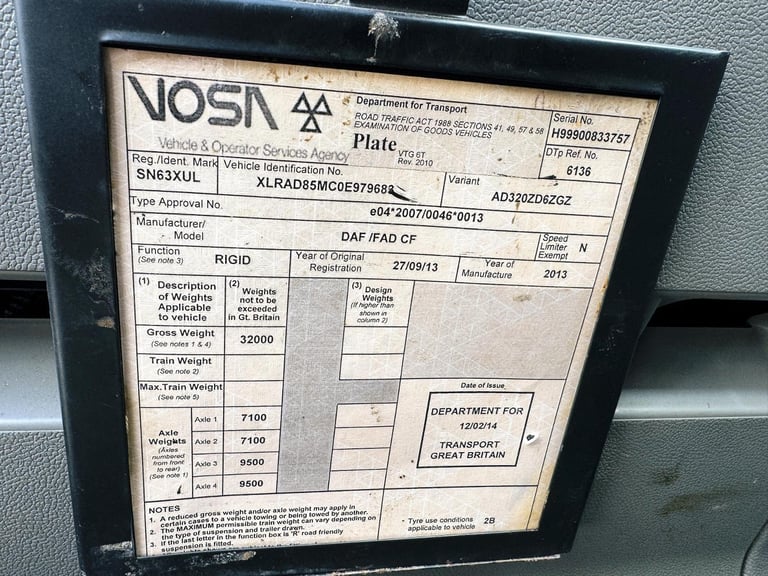 VOSA
Vehicle & Operator Services Agency
Department for Transport
ROAD TRAFFIC ACT 1988 SECTIONS 41, 49, 57 & 58
EXAMINATION OF GOODS VEHICLES
Plate VTG 6T
Rev. 2010
Serial No.
H99900833757
DTp Ref. No.
6136
Reg./Ident. Mark
SN63XUL
Vehicle Identification No.
XLRAD85MC0E979682
Variant
AD320ZD6ZGZ
Type Approval No.
e04*2007/0046*0013
Manufacturer/
Model
DAF /FAD CF
Speed
Limiter
Exempt
N
Function
(See note 3)
RIGID
Year of Original
Registration
27/09/13
Year of
Manufacture
2013
(1) Description
of Weights
Applicable
to vehicle
(2) Weights
not to be
exceeded
in Gt. Britain
(3) Design
Weights
(If higher than
shown in
column 2)
Gross Weight
(See notes 1 & 4)
32000
Train Weight
(See note 2)
Max.Train Weight
(See note 5)
Axle
Weights
(Axles
numbered
from front
to rear)
(See note 1)
Axle 1 7100
Axle 2 7100
Axle 3 9500
Axle 4 9500
Date of Issue
DEPARTMENT FOR
12/02/14
TRANSPORT
GREAT BRITAIN
NOTES
1. A reduced gross weight and/or axle weight may apply in
certain cases to a vehicle towing or being towed by another.
2. The MAXIMUM permissible train weight can vary depending on
the type of suspension and trailer drawn.
3. If the last letter in the function box is 'R' road friendly
suspension is fitted.
Tyre use conditions
applicable to vehicle
2B